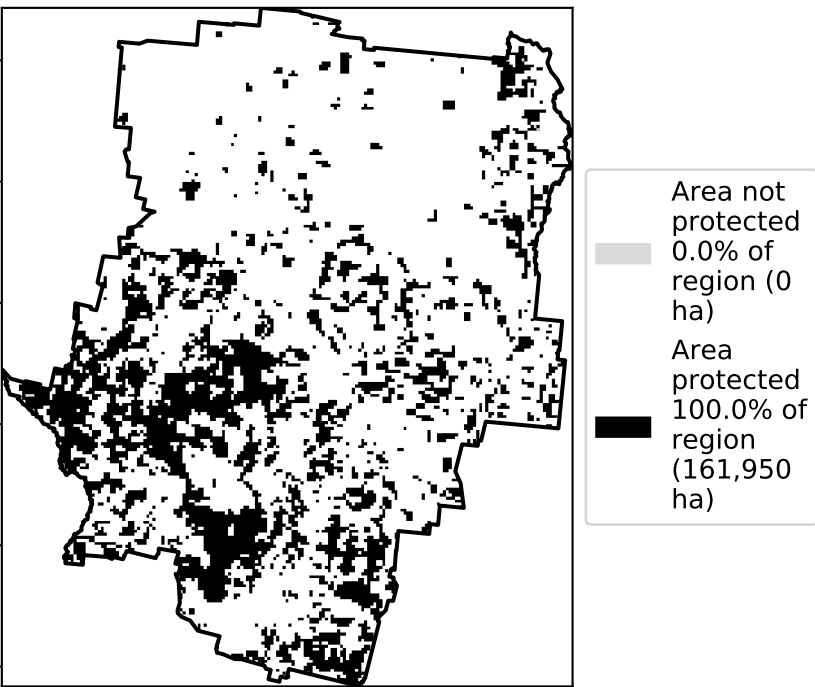 Area not
protected
0.0% of
region (0
ha)
Area
protected
100.0% of
region
(161,950
ha)